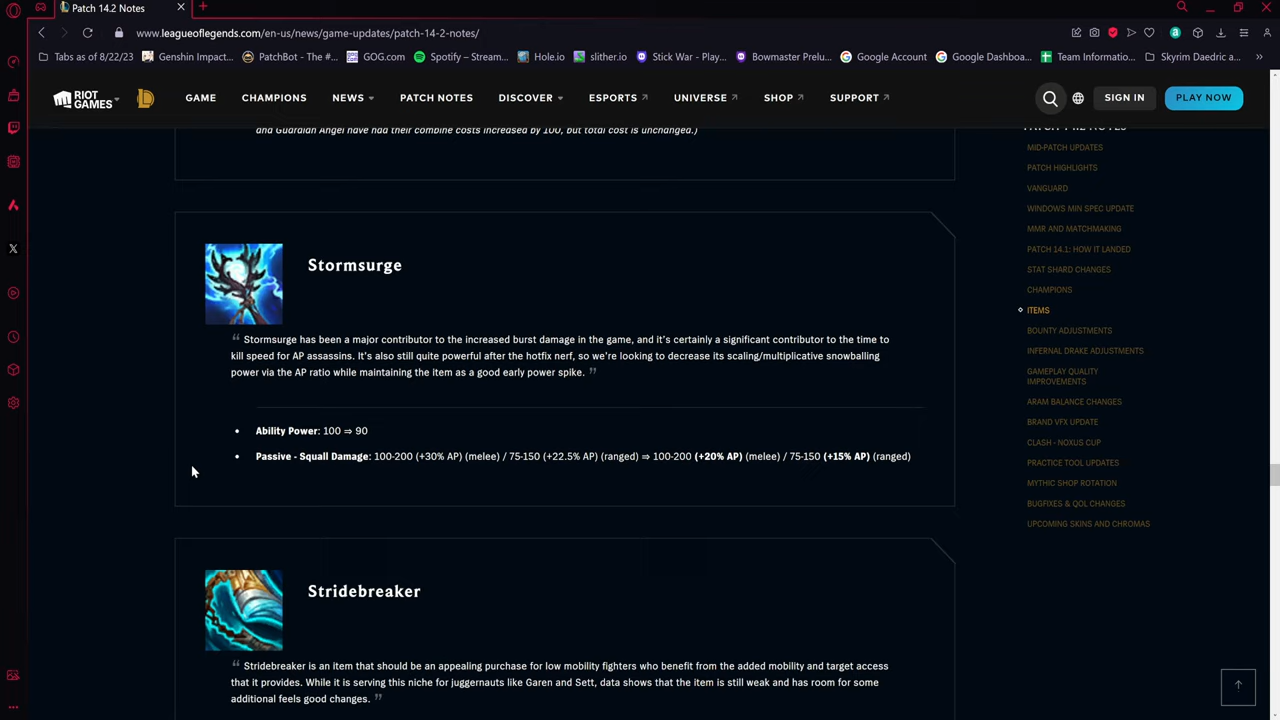 Patch 14.2 Notes
www.leagueoflegends.com/en-us/news/game-updates/patch-14-2-notes/
Tabs as of 8/22/23
Genshin Impact...
PatchBot - The #...
GOG.com
Spotify – Stream...
Hole.io
slither.io
Stick War - Play...
Bowmaster Prelu...
Google Account
Google Dashboa...
Team Informatio...
Skyrim Daedric a...
RIOT GAMES
GAME
CHAMPIONS
NEWS
PATCH NOTES
DISCOVER
ESPORTS
UNIVERSE
SHOP
SUPPORT
SIGN IN
PLAY NOW
and Guardian Angel have had their combine costs increased by 100, but total cost is unchanged.)
Stormsurge
“ Stormsurge has been a major contributor to the increased burst damage in the game, and it's certainly a significant contributor to the time to
kill speed for AP assassins. It's also still quite powerful after the hotfix nerf, so we're looking to decrease its scaling/multiplicative snowballing
power via the AP ratio while maintaining the item as a good early power spike. ”
• Ability Power: 100 ⇒ 90
• Passive - Squall Damage: 100-200 (+30% AP) (melee) / 75-150 (+22.5% AP) (ranged) ⇒ 100-200 (+20% AP) (melee) / 75-150 (+15% AP) (ranged)
Stridebreaker
“ Stridebreaker is an item that should be an appealing purchase for low mobility fighters who benefit from the added mobility and target access
that it provides. While it is serving this niche for juggernauts like Garen and Sett, data shows that the item is still weak and has room for some
additional feels good changes. ”
MID-PATCH UPDATES
PATCH HIGHLIGHTS
VANGUARD
WINDOWS MIN SPEC UPDATE
MMR AND MATCHMAKING
PATCH 14.1: HOW IT LANDED
STAT SHARD CHANGES
CHAMPIONS
ITEMS
BOUNTY ADJUSTMENTS
INFERNAL DRAKE ADJUSTMENTS
GAMEPLAY QUALITY
IMPROVEMENTS
ARAM BALANCE CHANGES
BRAND VFX UPDATE
CLASH - NOXUS CUP
PRACTICE TOOL UPDATES
MYTHIC SHOP ROTATION
BUGFIXES & QOL CHANGES
UPCOMING SKINS AND CHROMAS